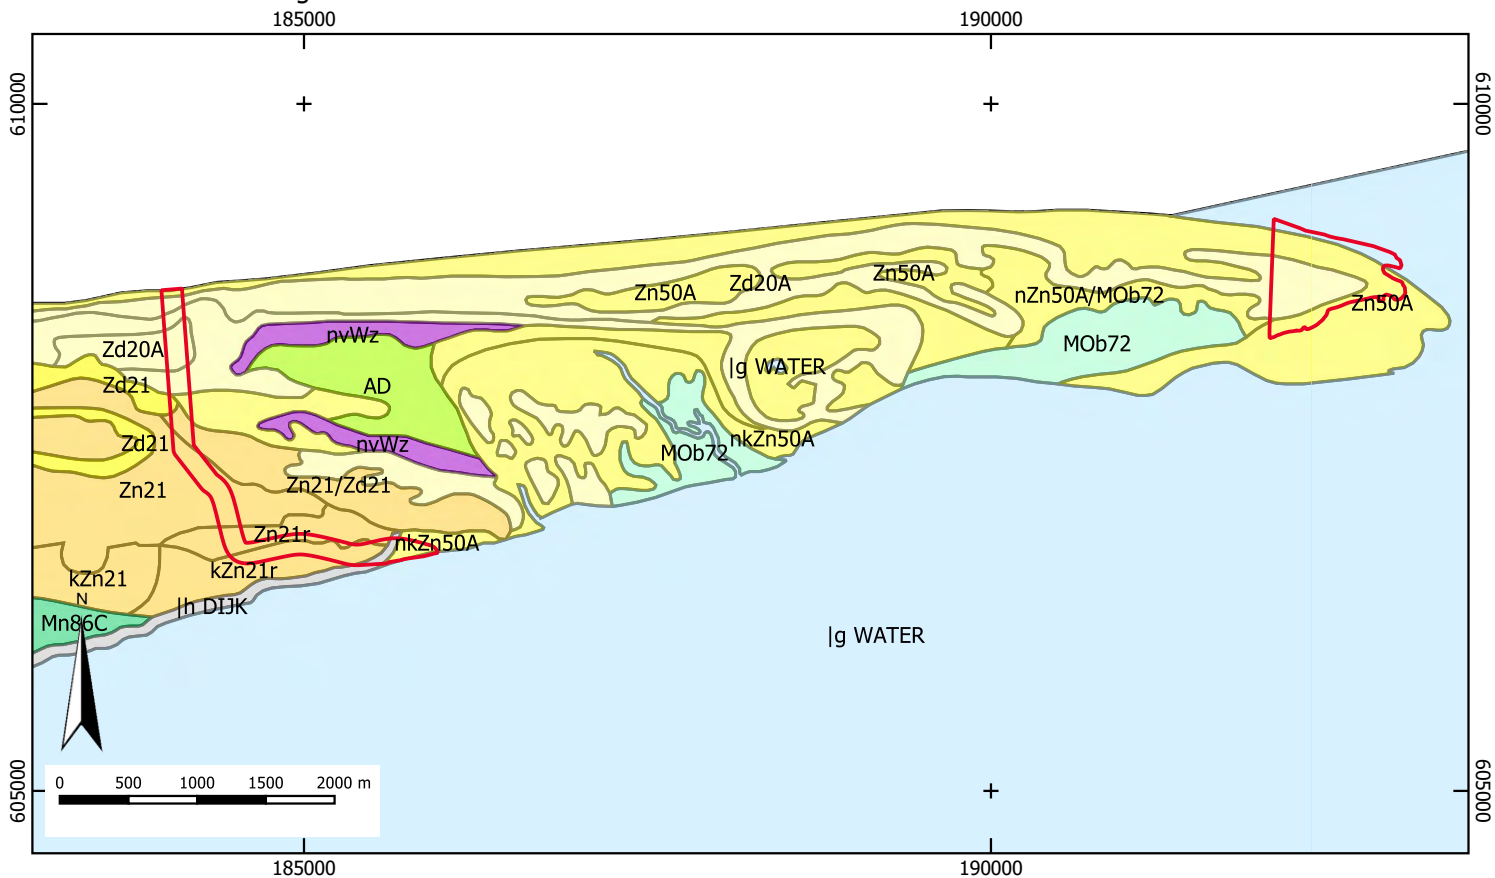 185000
190000
610000
610000
Zn50A
Zd20A
Zn50A
nZn50A/MOb72
Zn50A
nvWz
MOb72
Zd20A
|g WATER
Zd21
AD
nkZn50A
Zd21
nvWz
MOb72
Zn21
Zn21/Zd21
Zn21r
nkZn50A
kZn21r
kZn21
N
|h DIJK
Mn86C
|g WATER
0 500 1000 1500 2000 m
605000
605000
185000
190000